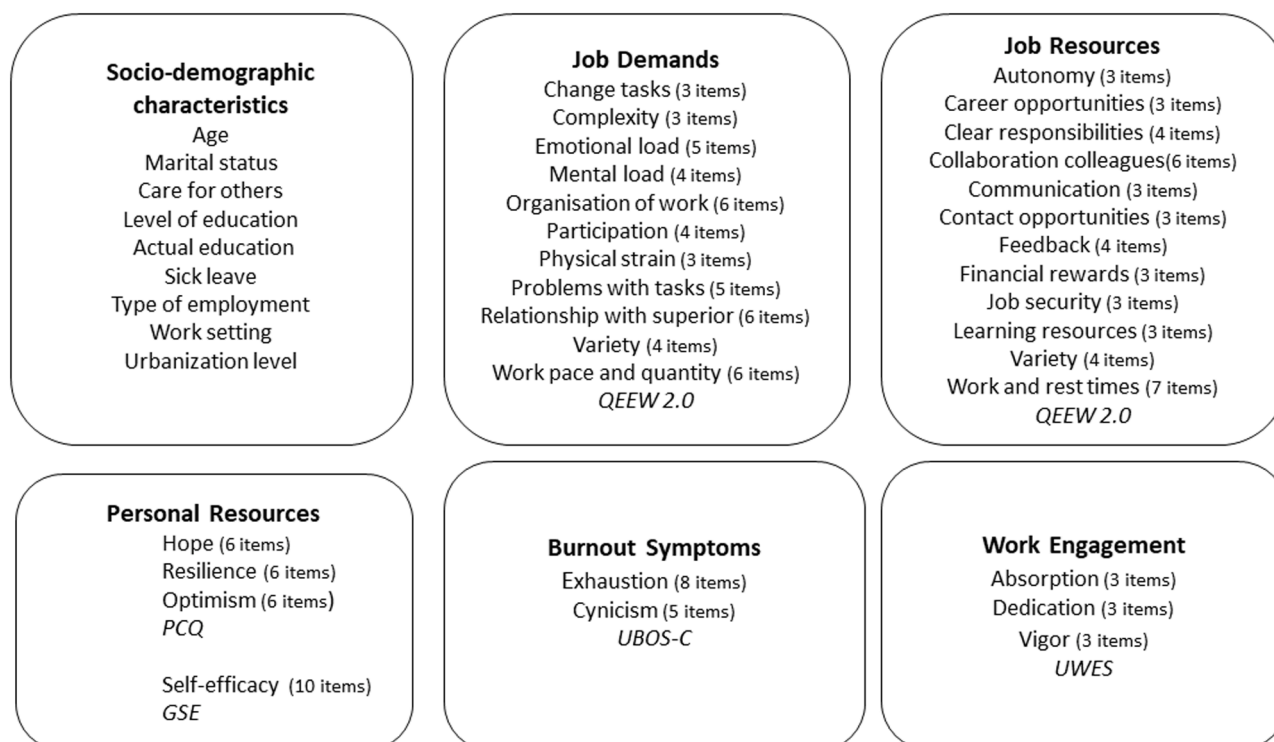 Socio-demographic
characteristics
Age
Marital status
Care for others
Level of education
Actual education
Sick leave
Type of employment
Work setting
Urbanization level
Job Demands
Change tasks (3 items)
Complexity (3 items)
Emotional load (5 items)
Mental load (4 items)
Organisation of work (6 items)
Participation (4 items)
Physical strain (3 items)
Problems with tasks (5 items)
Relationship with superior (6 items)
Variety (4 items)
Work pace and quantity (6 items)
QEEW 2.0
Job Resources
Autonomy (3 items)
Career opportunities (3 items)
Clear responsibilities (4 items)
Collaboration colleagues(6 items)
Communication (3 items)
Contact opportunities (3 items)
Feedback (4 items)
Financial rewards (3 items)
Job security (3 items)
Learning resources (3 items)
Variety (4 items)
Work and rest times (7 items)
QEEW 2.0
Personal Resources
Hope (6 items)
Resilience (6 items)
Optimism (6 items)
PCQ
Self-efficacy (10 items)
GSE
Burnout Symptoms
Exhaustion (8 items)
Cynicism (5 items)
UBOS-C
Work Engagement
Absorption (3 items)
Dedication (3 items)
Vigor (3 items)
UWES